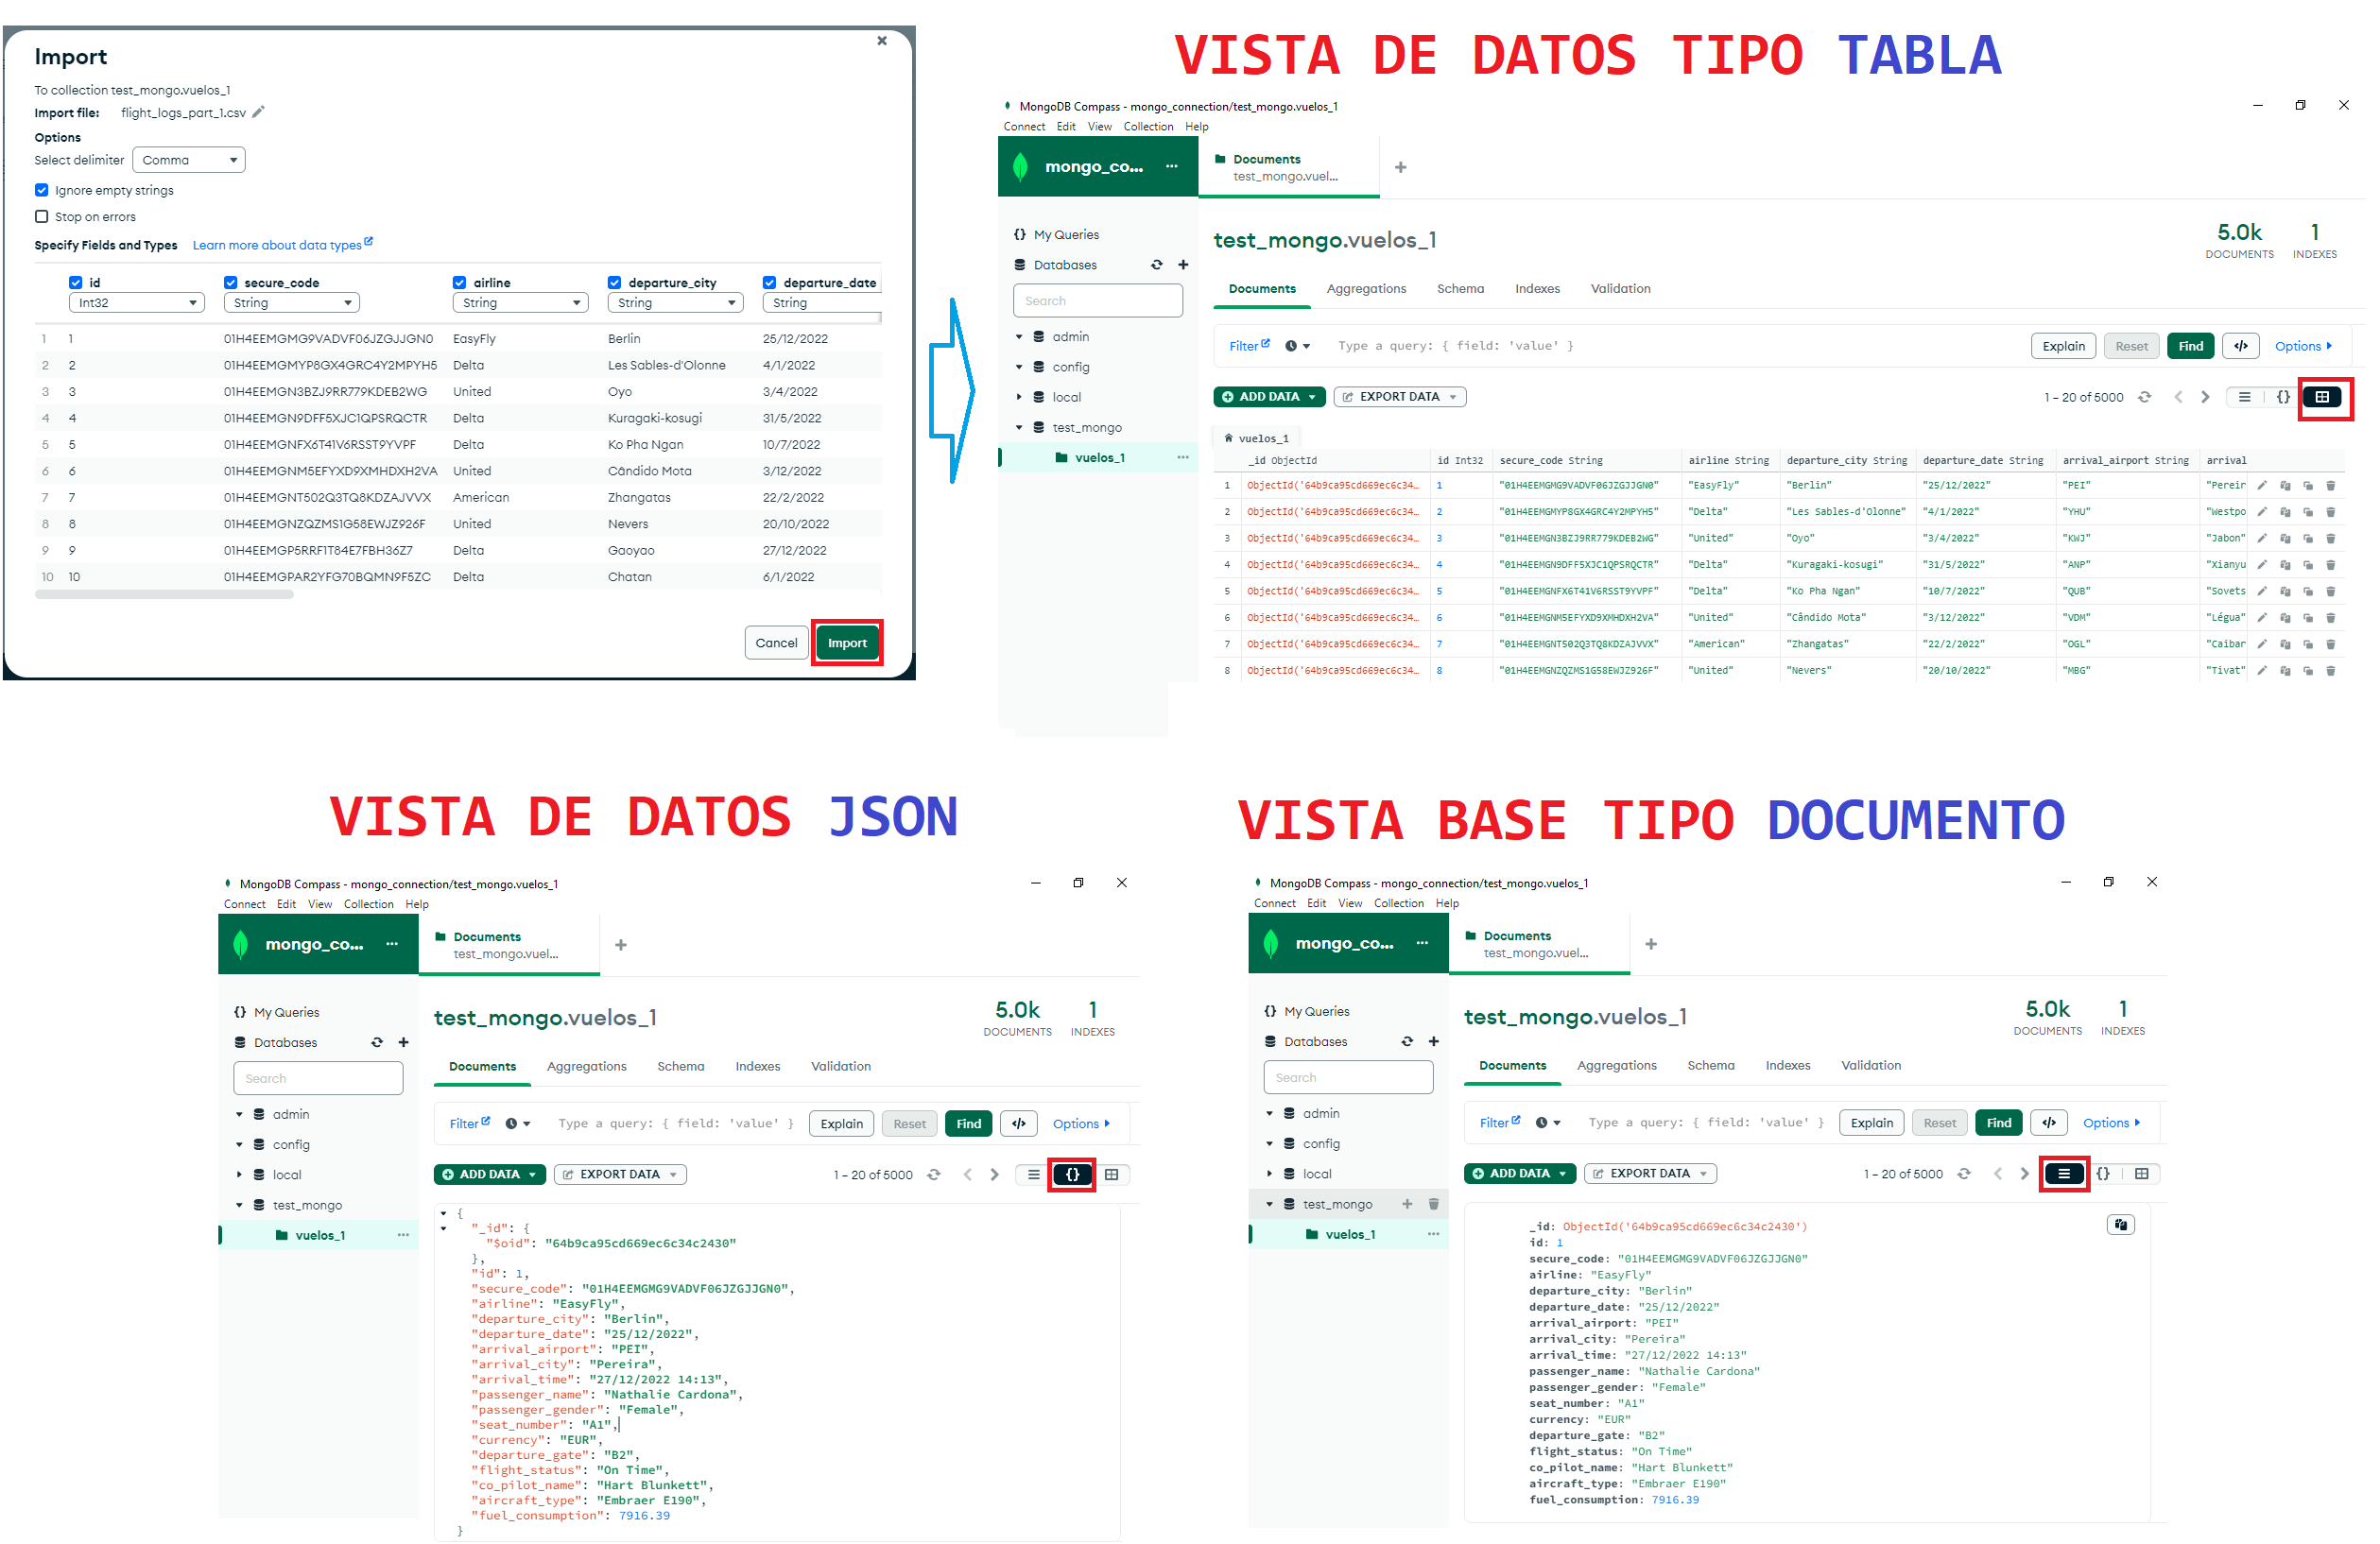 Import
To collection test_mongo.vuelos_1
Import file: flight_logs_part_1.csv
Options
Select delimiter Comma
Ignore empty strings
Stop on errors
Specify Fields and Types Learn more about data types
id secure_code airline departure_city departure_date
Int32 String String String String
1 1 01H4EEMGMG9VADVF06JZGJJGN0 EasyFly Berlin 25/12/2022
2 2 01H4EEMGMYP8GX4GRC4Y2MPYH5 Delta Les Sables-d'Olonne 4/1/2022
3 3 01H4EEMGN3BZJ9RR779KDEB2WG United Oyo 3/4/2022
4 4 01H4EEMGN9DFF5XJC1QPSRQCTR Delta Kuragaki-kosugi 31/5/2022
5 5 01H4EEMGNFX6T41V6RSST9YVPF Delta Ko Pha Ngan 10/7/2022
6 6 01H4EEMGNM5EFYXD9XMHDXH2VA United Cândido Mota 3/12/2022
7 7 01H4EEMGNT502Q3TQ8KDZAJVVX American Zhangatas 22/2/2022
8 8 01H4EEMGNZQZMS1G58EWJZ926F United Nevers 20/10/2022
9 9 01H4EEMGP5RRF1T84E7FBH36Z7 Delta Gaoyao 27/12/2022
10 10 01H4EEMGPAR2YFG70BQMN9F5ZC Delta Chatan 6/1/2022
Cancel Import
VISTA DE DATOS TIPO TABLA
MongoDB Compass - mongo_connection/test_mongo.vuelos_1
Connect Edit View Collection Help
mongo_co... ...
Documents
test_mongo.vuel...
{} My Queries
Databases
Search
admin
config
local
test_mongo
vuelos_1 ...
test_mongo.vuelos_1
5.0k 1
DOCUMENTS INDEXES
Documents Aggregations Schema Indexes Validation
Filter Type a query: { field: 'value' } Explain Reset Find </> Options
ADD DATA EXPORT DATA 1 – 20 of 5000 {}
vuelos_1
_id ObjectId id Int32 secure_code String airline String departure_city String departure_date String arrival_airport String arrival
1 ObjectId('64b9ca95cd669ec6c34... 1 "01H4EEMGMG9VADVF06JZGJJGN0" "EasyFly" "Berlin" "25/12/2022" "PEI" "Pereir
2 ObjectId('64b9ca95cd669ec6c34... 2 "01H4EEMGMYP8GX4GRC4Y2MPYH5" "Delta" "Les Sables-d'Olonne" "4/1/2022" "YHU" "Westpo
3 ObjectId('64b9ca95cd669ec6c34... 3 "01H4EEMGN3BZJ9RR779KDEB2WG" "United" "Oyo" "3/4/2022" "KWJ" "Jabon"
4 ObjectId('64b9ca95cd669ec6c34... 4 "01H4EEMGN9DFF5XJC1QPSRQCTR" "Delta" "Kuragaki-kosugi" "31/5/2022" "ANP" "Xianyu
5 ObjectId('64b9ca95cd669ec6c34... 5 "01H4EEMGNFX6T41V6RSST9YVPF" "Delta" "Ko Pha Ngan" "10/7/2022" "QUB" "Sovets
6 ObjectId('64b9ca95cd669ec6c34... 6 "01H4EEMGNM5EFYXD9XMHDXH2VA" "United" "Cândido Mota" "3/12/2022" "VDM" "Légua"
7 ObjectId('64b9ca95cd669ec6c34... 7 "01H4EEMGNT502Q3TQ8KDZAJVVX" "American" "Zhangatas" "22/2/2022" "OGL" "Caibar
8 ObjectId('64b9ca95cd669ec6c34... 8 "01H4EEMGNZQZMS1G58EWJZ926F" "United" "Nevers" "20/10/2022" "MBG" "Tivat"
VISTA DE DATOS JSON
MongoDB Compass - mongo_connection/test_mongo.vuelos_1
Connect Edit View Collection Help
mongo_co... ...
Documents
test_mongo.vuel...
{} My Queries
Databases
Search
admin
config
local
test_mongo
vuelos_1 ...
test_mongo.vuelos_1
5.0k 1
DOCUMENTS INDEXES
Documents Aggregations Schema Indexes Validation
Filter Type a query: { field: 'value' } Explain Reset Find </> Options
ADD DATA EXPORT DATA 1 – 20 of 5000 {}
{
"_id": {
"$oid": "64b9ca95cd669ec6c34c2430"
},
"id": 1,
"secure_code": "01H4EEMGMG9VADVF06JZGJJGN0",
"airline": "EasyFly",
"departure_city": "Berlin",
"departure_date": "25/12/2022",
"arrival_airport": "PEI",
"arrival_city": "Pereira",
"arrival_time": "27/12/2022 14:13",
"passenger_name": "Nathalie Cardona",
"passenger_gender": "Female",
"seat_number": "A1",
"currency": "EUR",
"departure_gate": "B2",
"flight_status": "On Time",
"co_pilot_name": "Hart Blunkett",
"aircraft_type": "Embraer E190",
"fuel_consumption": 7916.39
}
VISTA BASE TIPO DOCUMENTO
MongoDB Compass - mongo_connection/test_mongo.vuelos_1
Connect Edit View Collection Help
mongo_co... ...
Documents
test_mongo.vuel...
{} My Queries
Databases
Search
admin
config
local
test_mongo
vuelos_1 ...
test_mongo.vuelos_1
5.0k 1
DOCUMENTS INDEXES
Documents Aggregations Schema Indexes Validation
Filter Type a query: { field: 'value' } Explain Reset Find </> Options
ADD DATA EXPORT DATA 1 – 20 of 5000 {}
_id: ObjectId('64b9ca95cd669ec6c34c2430')
id: 1
secure_code: "01H4EEMGMG9VADVF06JZGJJGN0"
airline: "EasyFly"
departure_city: "Berlin"
departure_date: "25/12/2022"
arrival_airport: "PEI"
arrival_city: "Pereira"
arrival_time: "27/12/2022 14:13"
passenger_name: "Nathalie Cardona"
passenger_gender: "Female"
seat_number: "A1"
currency: "EUR"
departure_gate: "B2"
flight_status: "On Time"
co_pilot_name: "Hart Blunkett"
aircraft_type: "Embraer E190"
fuel_consumption: 7916.39